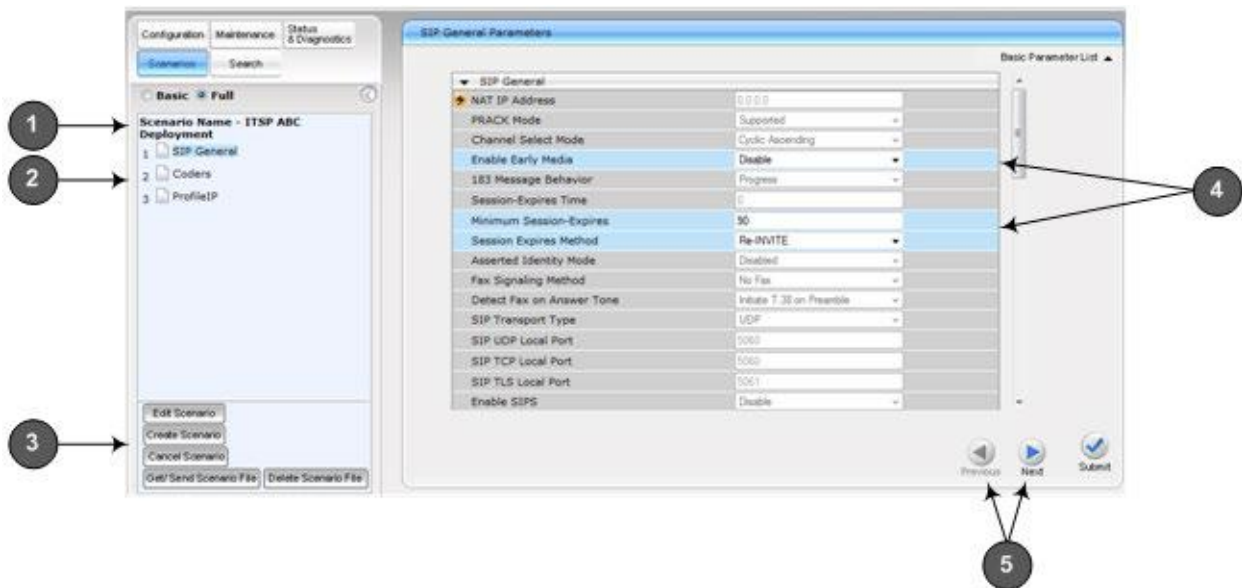 Configuration
Maintenance
Status & Diagnostics
Scenarios
Search
Basic
Full
Scenario Name - ITSP ABC
Deployment
1 SIP General
2 Coders
3 ProfileIP
Edit Scenario
Create Scenario
Cancel Scenario
Get/Send Scenario File
Delete Scenario File
SIP General Parameters
Basic Parameter List
SIP General
NAT IP Address 0.0.0.0
PRACK Mode Supported
Channel Select Mode Cyclic Ascending
Enable Early Media Disable
183 Message Behavior Progress
Session-Expires Time 0
Minimum Session-Expires 90
Session Expires Method Re-INVITE
Asserted Identity Mode Disabled
Fax Signaling Method No Fax
Detect Fax on Answer Tone Initiate T.38 on Preamble
SIP Transport Type UDP
SIP UDP Local Port 5060
SIP TCP Local Port 5060
SIP TLS Local Port 5061
Enable SIPS Disable
Previous
Next
Submit
1
2
3
4
5